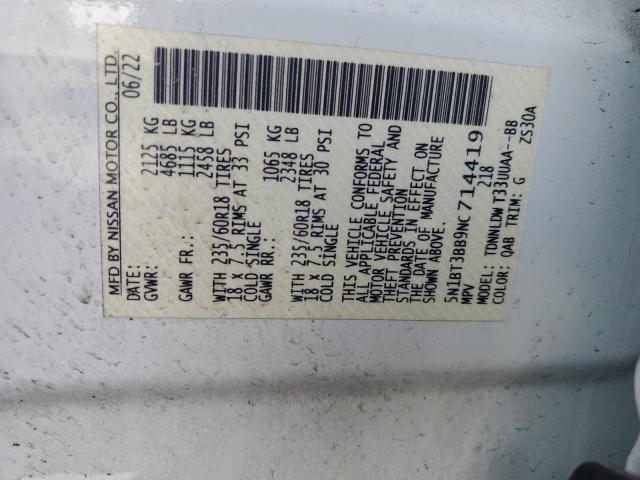 MFD BY NISSAN MOTOR CO., LTD.
DATE: 06/22
GVWR: 2125 KG
4685 LB
GAWR FR.: 1115 KG
2458 LB
WITH 235/60R18 TIRES
18 X 7.5 RIMS AT 33 PSI
COLD SINGLE
GAWR RR.: 1065 KG
2348 LB
WITH 235/60R18 TIRES
18 X 7.5 RIMS AT 30 PSI
COLD SINGLE
THIS VEHICLE CONFORMS TO
ALL APPLICABLE FEDERAL
MOTOR VEHICLE SAFETY AND
THEFT PREVENTION
STANDARDS IN EFFECT ON
THE DATE OF MANUFACTURE
SHOWN ABOVE.
5N1BT3BB9NC714419
MPV 218
TDNNLDWT33UUAA--BB
COLOR: QAB TRIM: G ZS30A